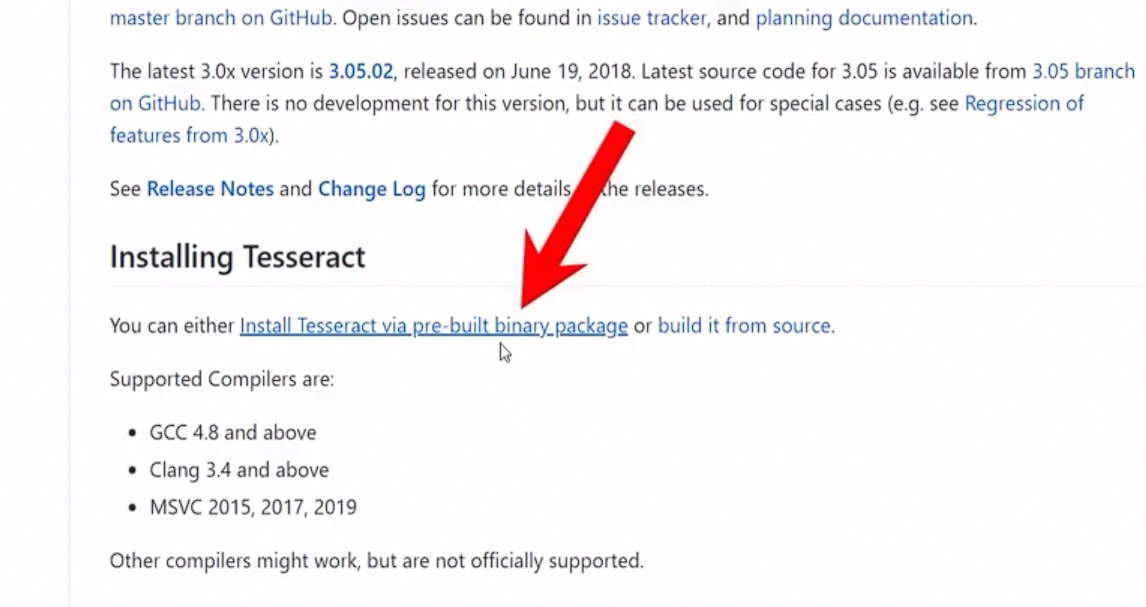 master branch on GitHub. Open issues can be found in issue tracker, and planning documentation.
The latest 3.0x version is 3.05.02, released on June 19, 2018. Latest source code for 3.05 is available from 3.05 branch
on GitHub. There is no development for this version, but it can be used for special cases (e.g. see Regression of
features from 3.0x).
See Release Notes and Change Log for more details the releases.
Installing Tesseract
You can either Install Tesseract via pre-built binary package or build it from source.
Supported Compilers are:
• GCC 4.8 and above
• Clang 3.4 and above
• MSVC 2015, 2017, 2019
Other compilers might work, but are not officially supported.